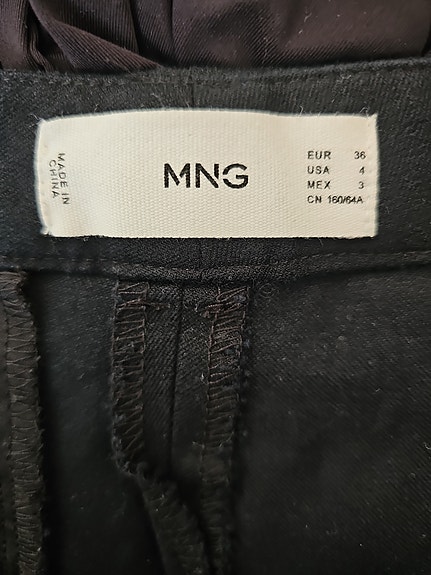 MADE IN
CHINA
MNG
EUR 36
USA 4
MEX 3
CN 160/64A